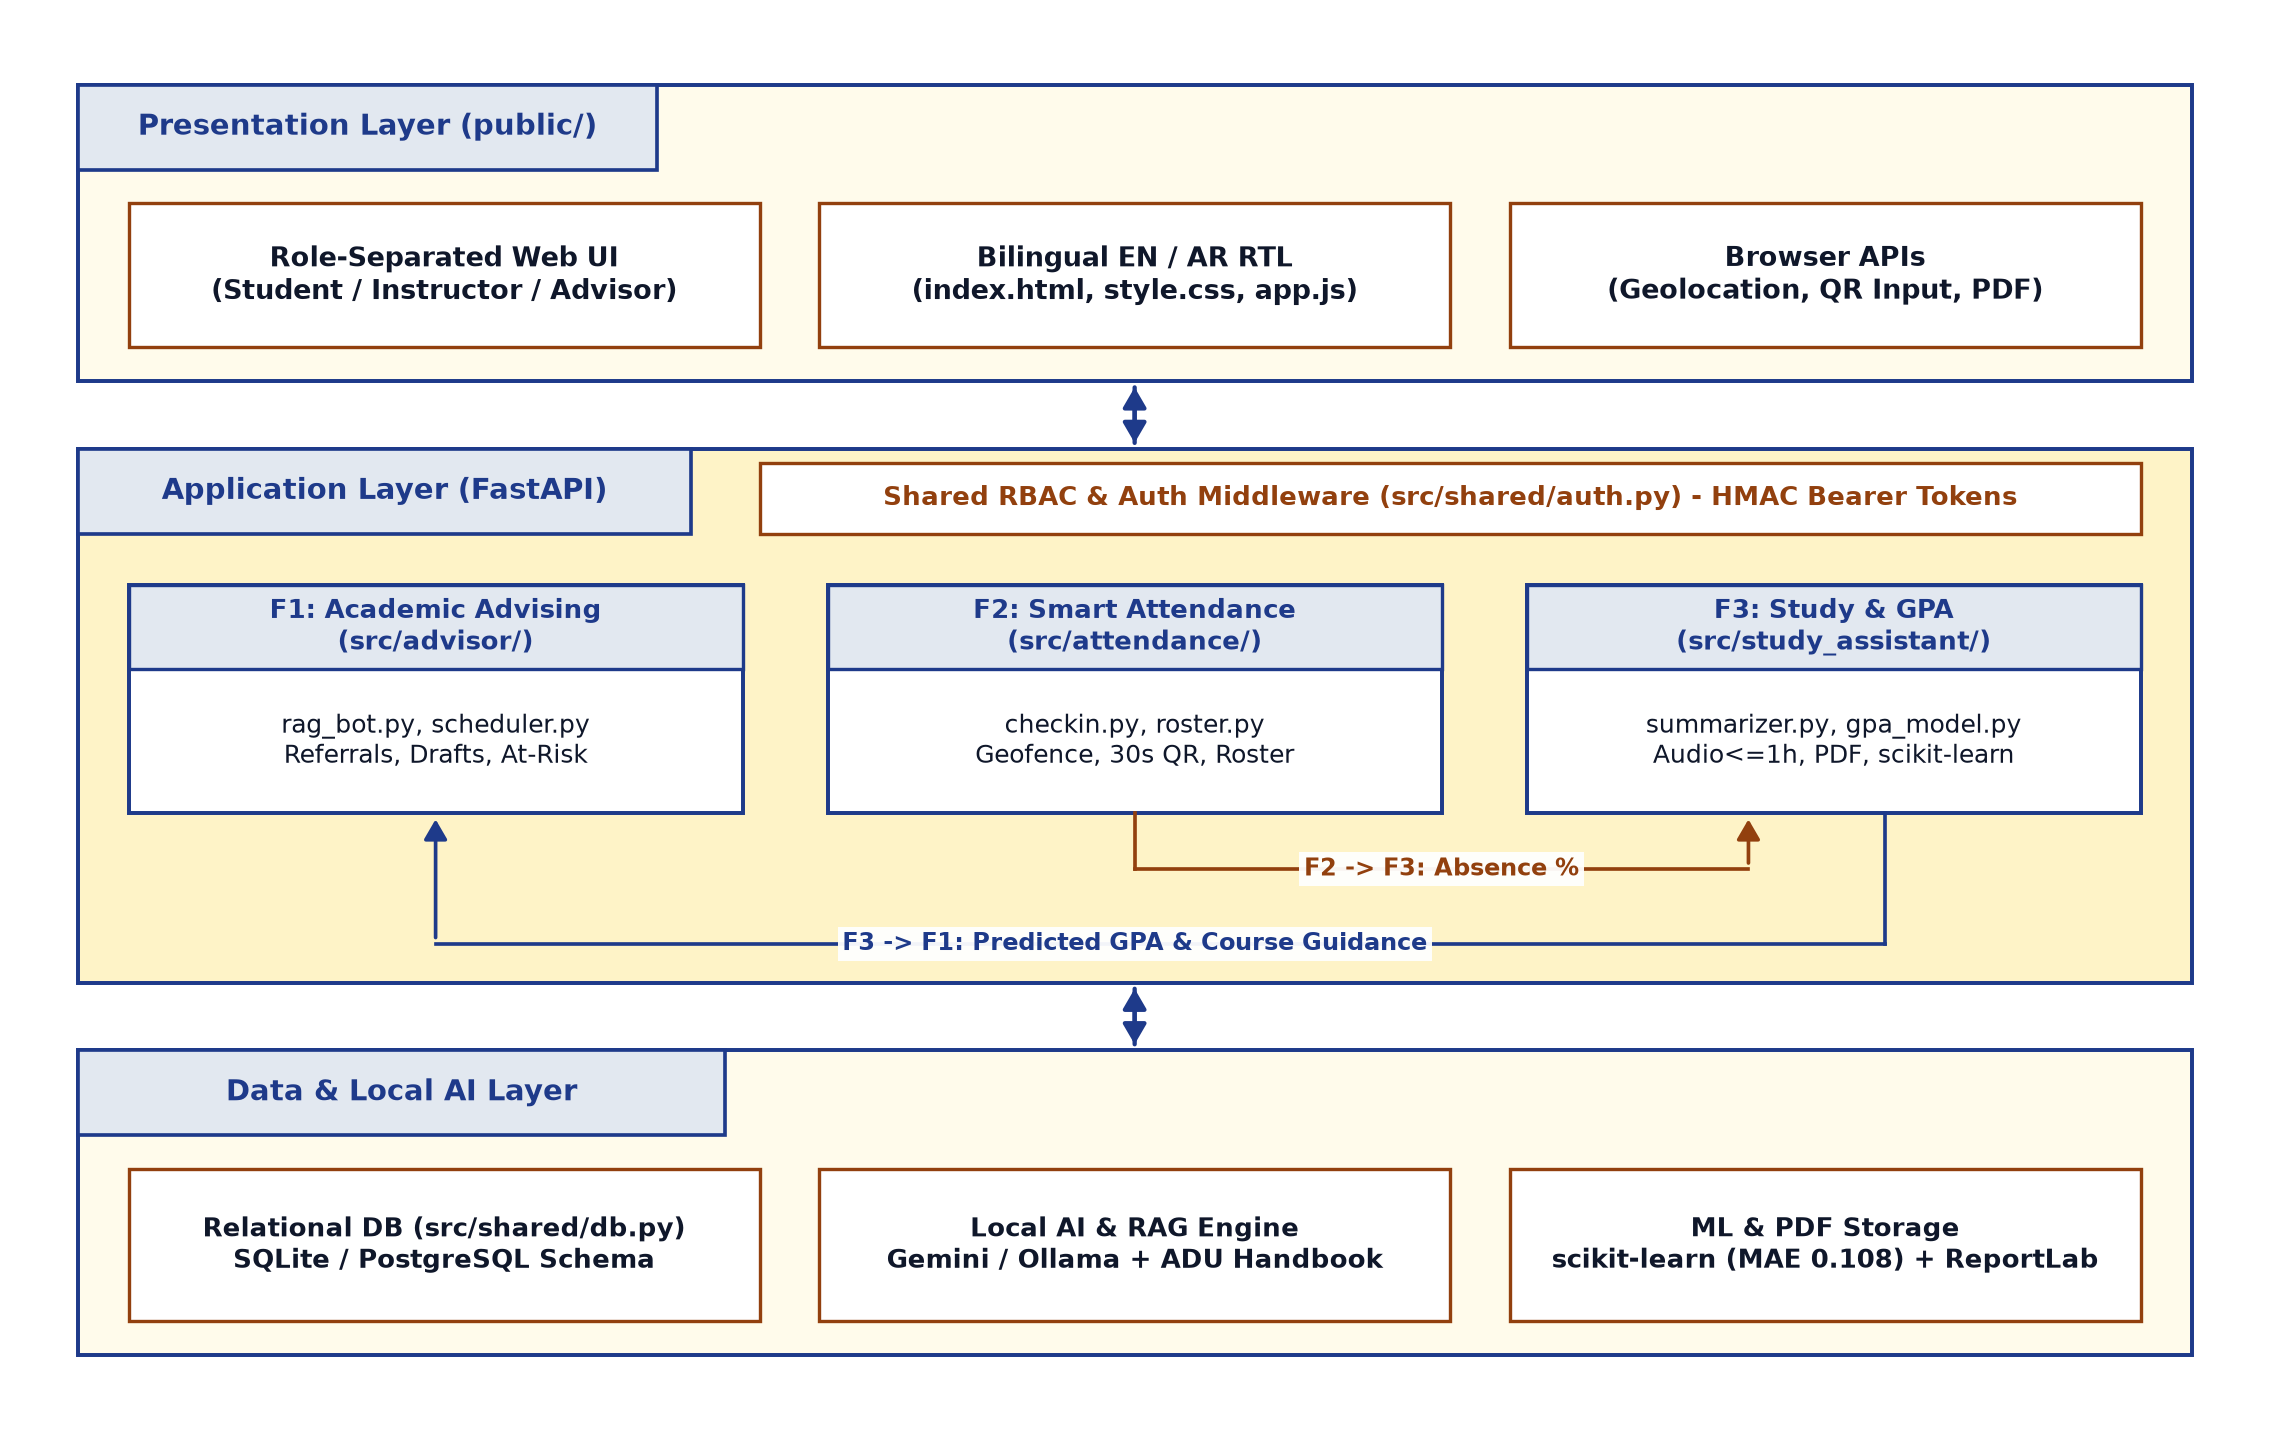 Presentation Layer (public/)
Role-Separated Web UI
(Student / Instructor / Advisor)
Bilingual EN / AR RTL
(index.html, style.css, app.js)
Browser APIs
(Geolocation, QR Input, PDF)
Application Layer (FastAPI)
Shared RBAC & Auth Middleware (src/shared/auth.py) - HMAC Bearer Tokens
F1: Academic Advising
(src/advisor/)
rag_bot.py, scheduler.py
Referrals, Drafts, At-Risk
F2: Smart Attendance
(src/attendance/)
checkin.py, roster.py
Geofence, 30s QR, Roster
F3: Study & GPA
(src/study_assistant/)
summarizer.py, gpa_model.py
Audio<=1h, PDF, scikit-learn
F2 -> F3: Absence %
F3 -> F1: Predicted GPA & Course Guidance
Data & Local AI Layer
Relational DB (src/shared/db.py)
SQLite / PostgreSQL Schema
Local AI & RAG Engine
Gemini / Ollama + ADU Handbook
ML & PDF Storage
scikit-learn (MAE 0.108) + ReportLab